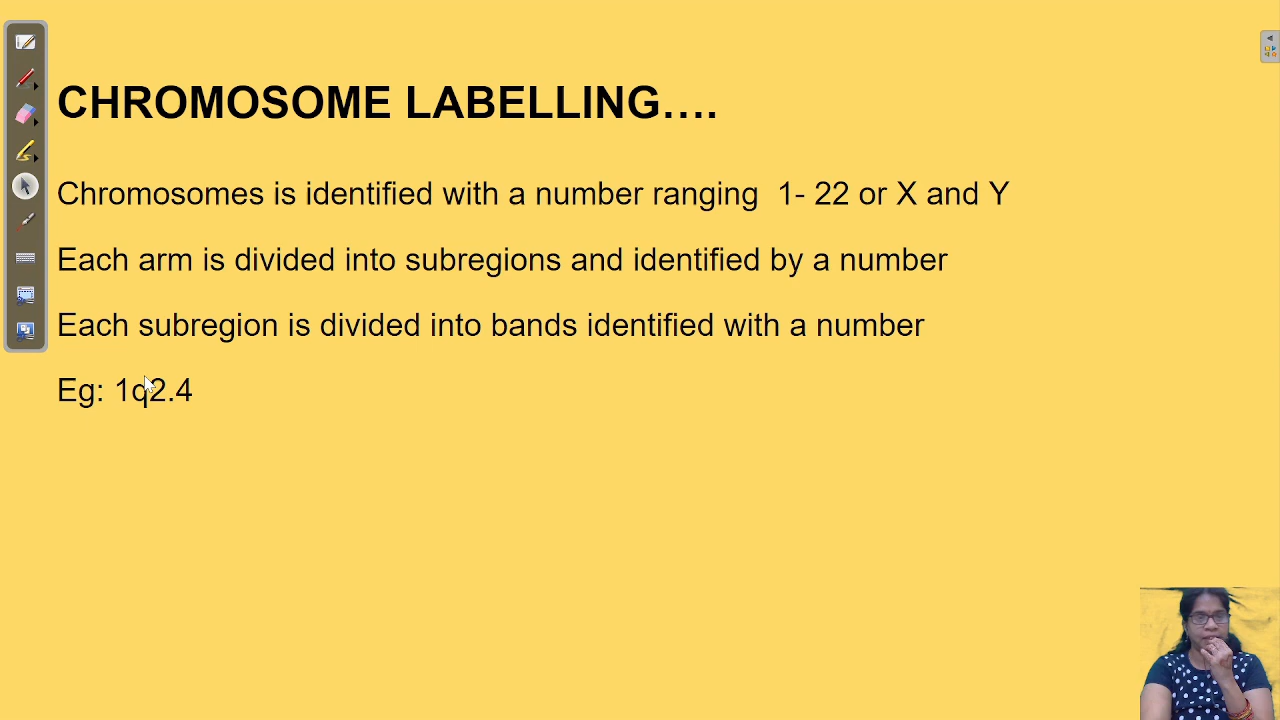 CHROMOSOME LABELLING....
Chromosomes is identified with a number ranging  1- 22 or X and Y
Each arm is divided into subregions and identified by a number
Each subregion is divided into bands identified with a number
Eg: 1q2.4